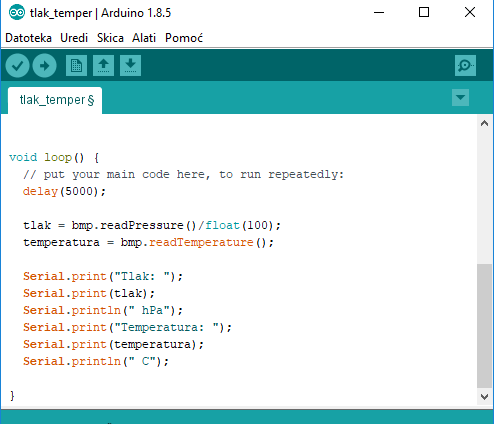 tlak_temper | Arduino 1.8.5
Datoteka Uredi Skica Alati Pomoć
tlak_temper §
void loop() {
// put your main code here, to run repeatedly:
delay(5000);
tlak = bmp.readPressure()/float(100);
temperatura = bmp.readTemperature();
Serial.print("Tlak: ");
Serial.print(tlak);
Serial.println(" hPa");
Serial.print("Temperatura: ");
Serial.print(temperatura);
Serial.println(" C");
}